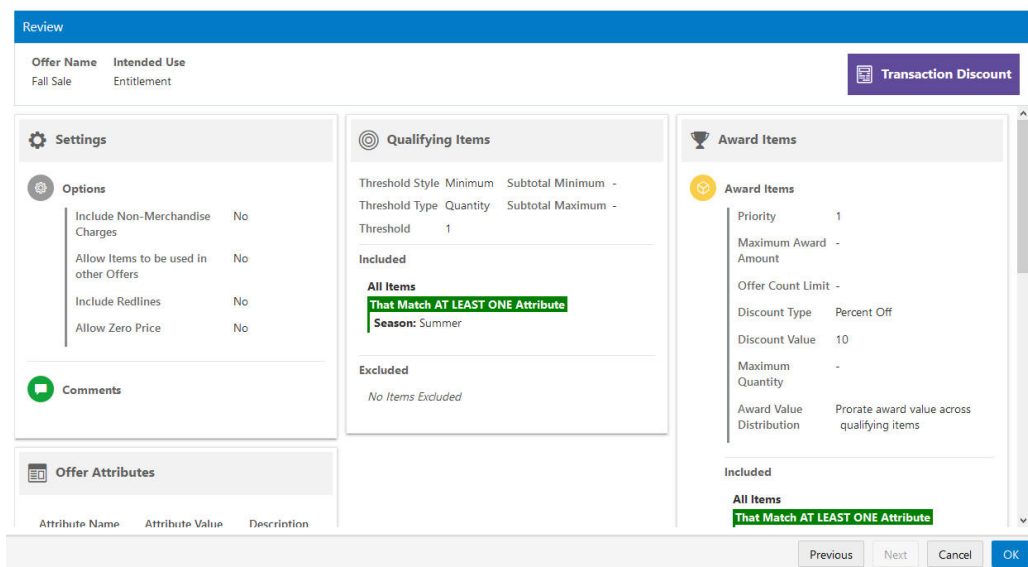 Review
Offer Name Intended Use
Fall Sale Entitlement
Transaction Discount
Settings
Options
Include Non-Merchandise No
Charges
Allow Items to be used in No
other Offers
Include Redlines No
Allow Zero Price No
Comments
Offer Attributes
Attribute Name Attribute Value Description
Qualifying Items
Threshold Style Minimum Subtotal Minimum -
Threshold Type Quantity Subtotal Maximum -
Threshold 1
Included
All Items
That Match AT LEAST ONE Attribute
Season: Summer
Excluded
No Items Excluded
Award Items
Award Items
Priority 1
Maximum Award -
Amount
Offer Count Limit -
Discount Type Percent Off
Discount Value 10
Maximum -
Quantity
Award Value Prorate award value across
Distribution qualifying items
Included
All Items
That Match AT LEAST ONE Attribute
Previous Next Cancel OK